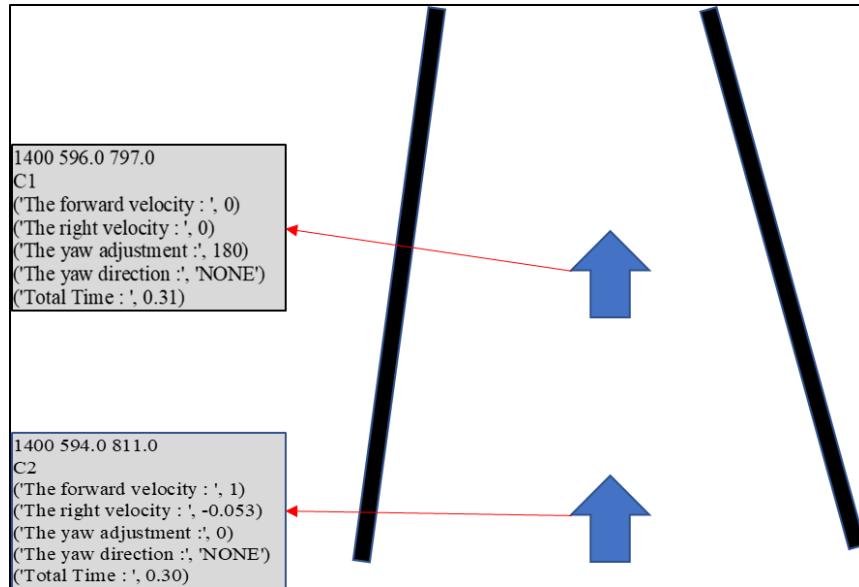 1400 596.0 797.0
C1
('The forward velocity : ', 0)
('The right velocity : ', 0)
('The yaw adjustment :', 180)
('The yaw direction :', 'NONE')
('Total Time : ', 0.31)
1400 594.0 811.0
C2
('The forward velocity : ', 1)
('The right velocity : ', -0.053)
('The yaw adjustment :', 0)
('The yaw direction :', 'NONE')
('Total Time : ', 0.30)